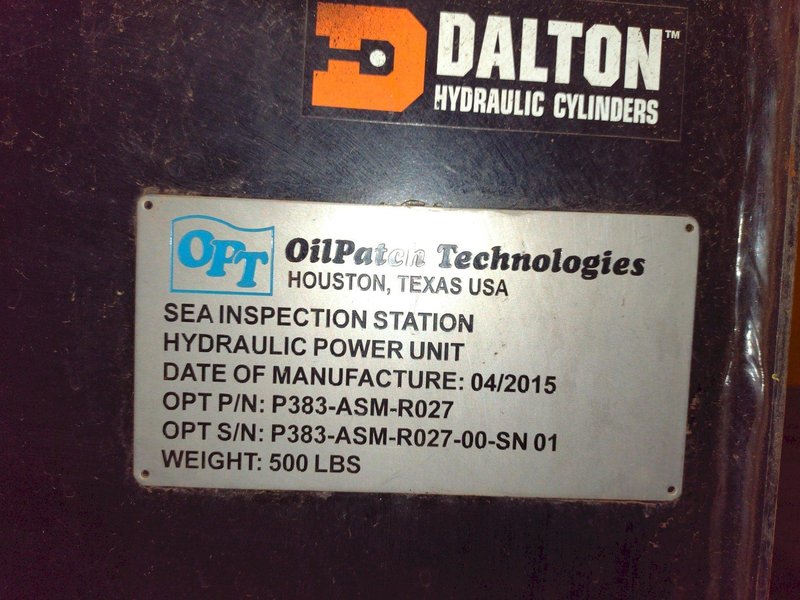 DALTON™
HYDRAULIC CYLINDERS
OPT OilPatch Technologies
HOUSTON, TEXAS USA
SEA INSPECTION STATION
HYDRAULIC POWER UNIT
DATE OF MANUFACTURE: 04/2015
OPT P/N: P383-ASM-R027
OPT S/N: P383-ASM-R027-00-SN 01
WEIGHT: 500 LBS